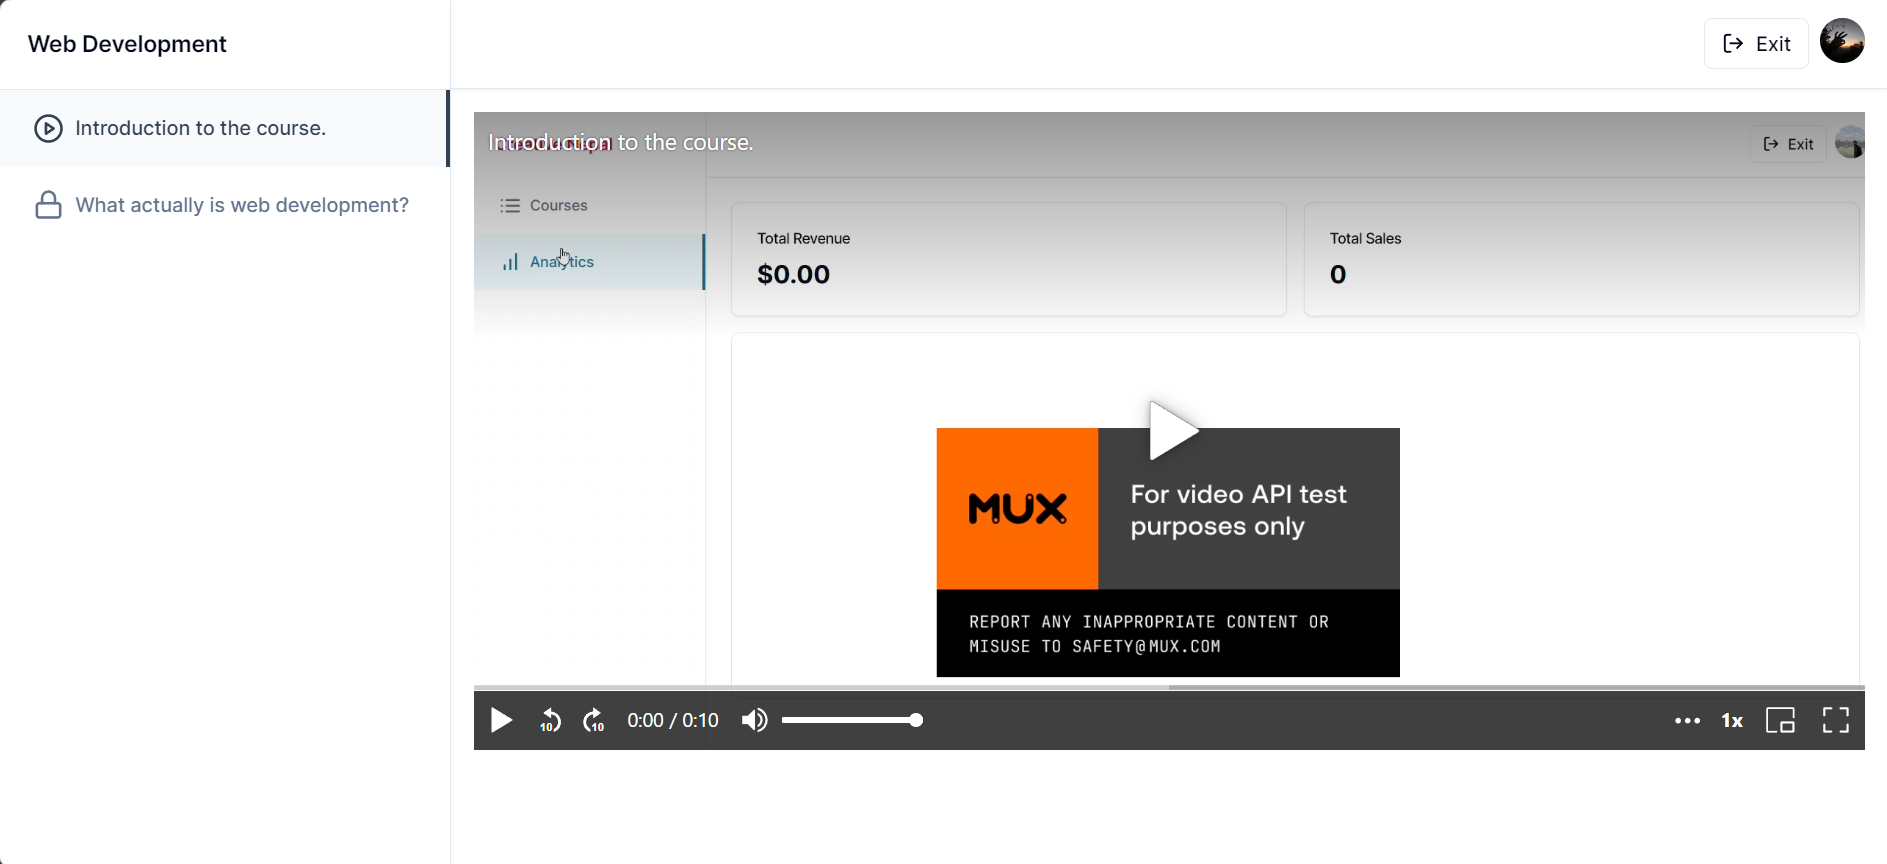 Web Development
Exit
Introduction to the course.
What actually is web development?
Introduction to the course.
Exit
Courses
Analytics
Total Revenue
$0.00
Total Sales
0
MUX
For video API test
purposes only
REPORT ANY INAPPROPRIATE CONTENT OR
MISUSE TO SAFETY@MUX.COM
10
10
0:00 / 0:10
1x